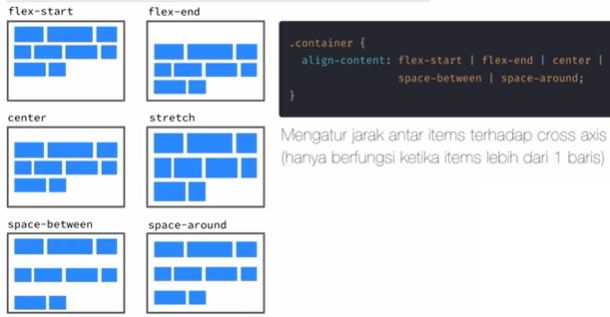 flex-start
flex-end
center
stretch
space-between
space-around
.container {
align-content: flex-start | flex-end | center |
space-between | space-around;
}
Mengatur jarak antar items terhadap cross axis
(hanya berfungsi ketika items lebih dari 1 baris)